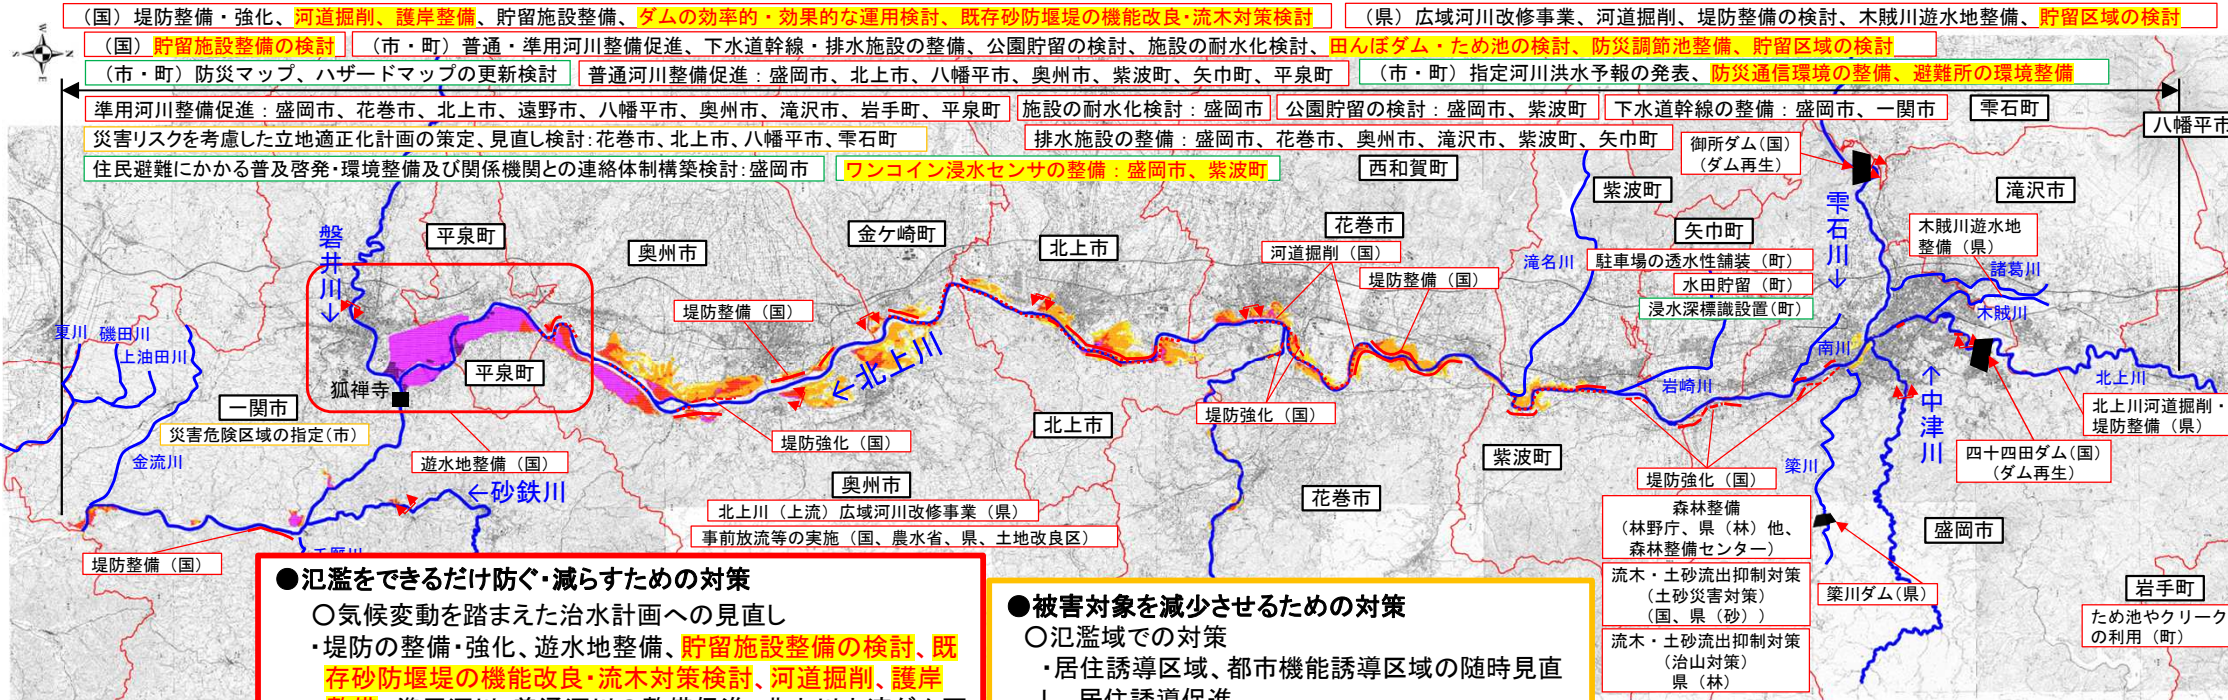 （国）堤防整備・強化、河道掘削、護岸整備、貯留施設整備、ダムの効率的・効果的な運用検討、既存砂防堰堤の機能改良・流木対策検討
（県）広域河川改修事業、河道掘削、堤防整備の検討、木賊川遊水地整備、貯留区域の検討
（国）貯留施設整備の検討
（市・町）普通・準用河川整備促進、下水道幹線・排水施設の整備、公園貯留の検討、施設の耐水化検討、田んぼダム・ため池の検討、防災調節池整備、貯留区域の検討
（市・町）防災マップ、ハザードマップの更新検討
普通河川整備促進：盛岡市、北上市、八幡平市、奥州市、紫波町、矢巾町、平泉町
（市・町）指定河川洪水予報の発表、防災通信環境の整備、避難所の環境整備
準用河川整備促進：盛岡市、花巻市、北上市、遠野市、八幡平市、奥州市、滝沢市、岩手町、平泉町
施設の耐水化検討：盛岡市
公園貯留の検討：盛岡市、紫波町
下水道幹線の整備：盛岡市、一関市
雫石町
八幡平市
災害リスクを考慮した立地適正化計画の策定、見直し検討：花巻市、北上市、八幡平市、雫石町
排水施設の整備：盛岡市、花巻市、奥州市、滝沢市、紫波町、矢巾町
御所ダム（国）
（ダム再生）
住民避難にかかる普及啓発・環境整備及び関係機関との連絡体制構築検討：盛岡市
ワンコイン浸水センサの整備：盛岡市、紫波町
西和賀町
紫波町
滝沢市
磐井川→
平泉町
奥州市
金ケ崎町
北上市
花巻市
河道掘削（国）
堤防整備（国）
滝名川
矢巾町
駐車場の透水性舗装（町）
水田貯留（町）
浸水深標識設置（町）
雫石川→
木賊川遊水地
整備（県）
諸葛川
木賊川
堤防整備（国）
夏川
磯田川
上油田川
狐禅寺
平泉町
←北上川
南川
岩崎川
北上川
一関市
災害危険区域の指定（市）
金流川
遊水地整備（国）
堤防強化（国）
北上市
堤防強化（国）
紫波町
堤防強化（国）
簗川
←中津川
四十四田ダム（国）
（ダム再生）
北上川河道掘削・
堤防整備（県）
←砂鉄川
奥州市
花巻市
北上川（上流）広域河川改修事業（県）
事前放流等の実施（国、農水省、県、土地改良区）
森林整備
（林野庁、県（林）他、
森林整備センター）
盛岡市
堤防整備（国）
流木・土砂流出抑制対策
（土砂災害対策）
（国、県（砂））
簗川ダム（県）
岩手町
ため池やクリーク
の利用（町）
流木・土砂流出抑制対策
（治山対策）
県（林）
●氾濫をできるだけ防ぐ・減らすための対策
〇気候変動を踏まえた治水計画への見直し
・堤防の整備・強化、遊水地整備、貯留施設整備の検討、既
存砂防堰堤の機能改良・流木対策検討、河道掘削、護岸
●被害対象を減少させるための対策
〇氾濫域での対策
・居住誘導区域、都市機能誘導区域の随時見直
し、居住誘導促進